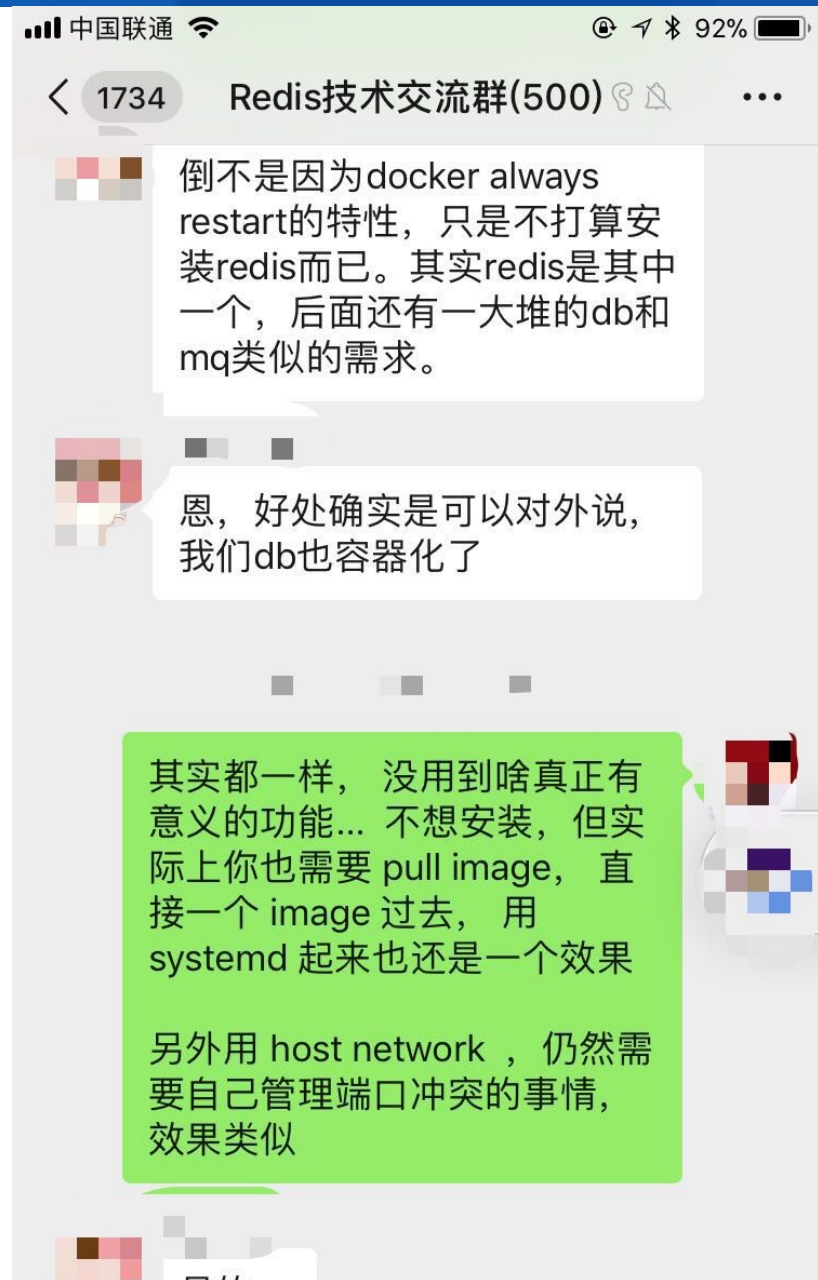 中国联通 92%
1734 Redis技术交流群(500)
倒不是因为docker always
restart的特性，只是不打算安
装redis而已。其实redis是其中
一个，后面还有一大堆的db和
mq类似的需求。
恩，好处确实是可以对外说，
我们db也容器化了
其实都一样， 没用到啥真正有
意义的功能... 不想安装，但实
际上你也需要 pull image， 直
接一个 image 过去， 用
systemd 起来也还是一个效果
另外用 host network ，仍然需
要自己管理端口冲突的事情，
效果类似